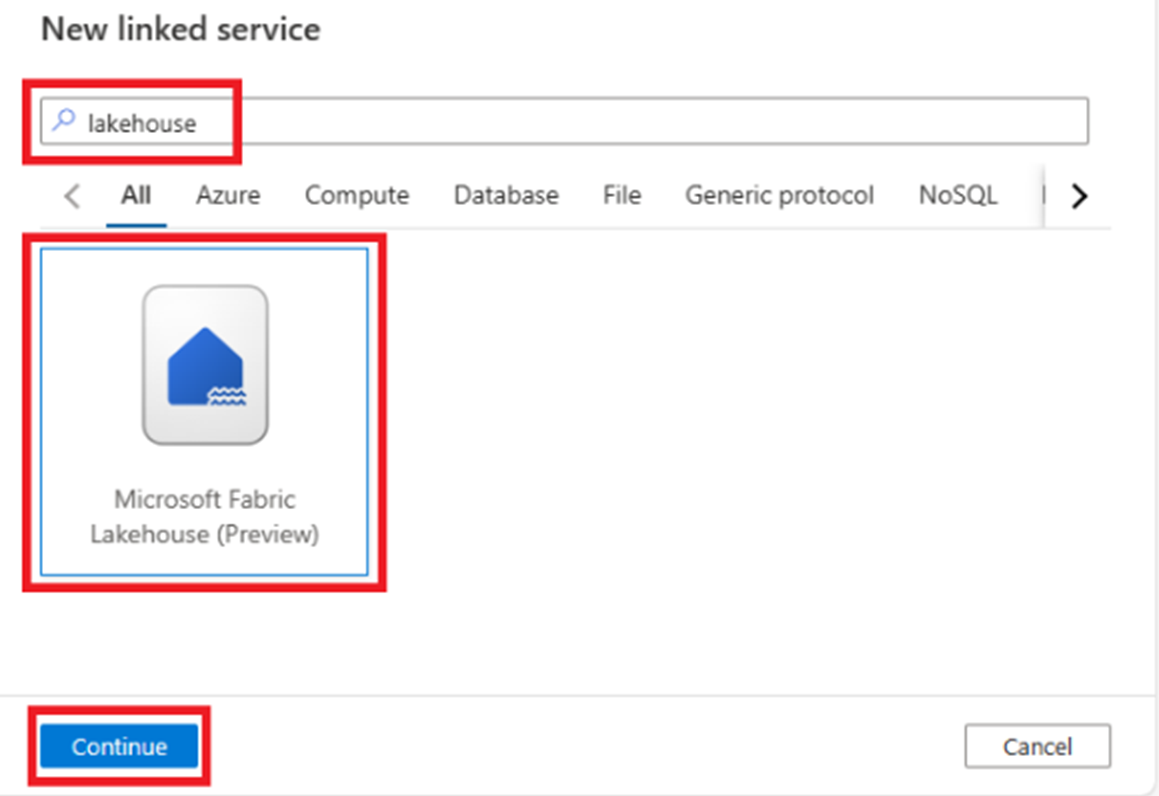 New linked service
lakehouse
All Azure Compute Database File Generic protocol NoSQL
Microsoft Fabric
Lakehouse (Preview)
Continue Cancel